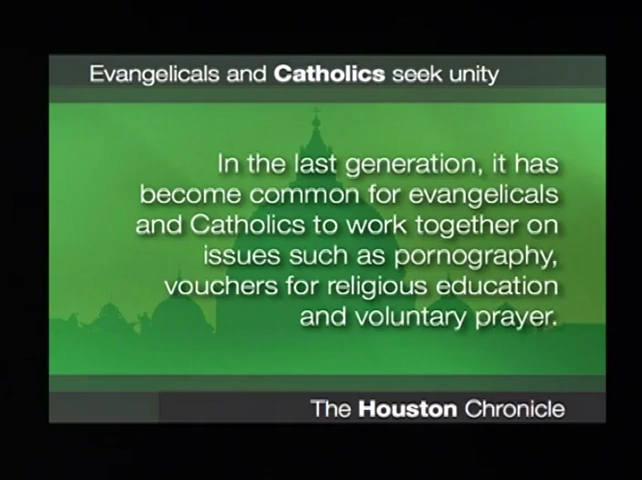 Evangelicals and Catholics seek unity
In the last generation, it has
become common for evangelicals
and Catholics to work together on
issues such as pornography,
vouchers for religious education
and voluntary prayer.
The Houston Chronicle